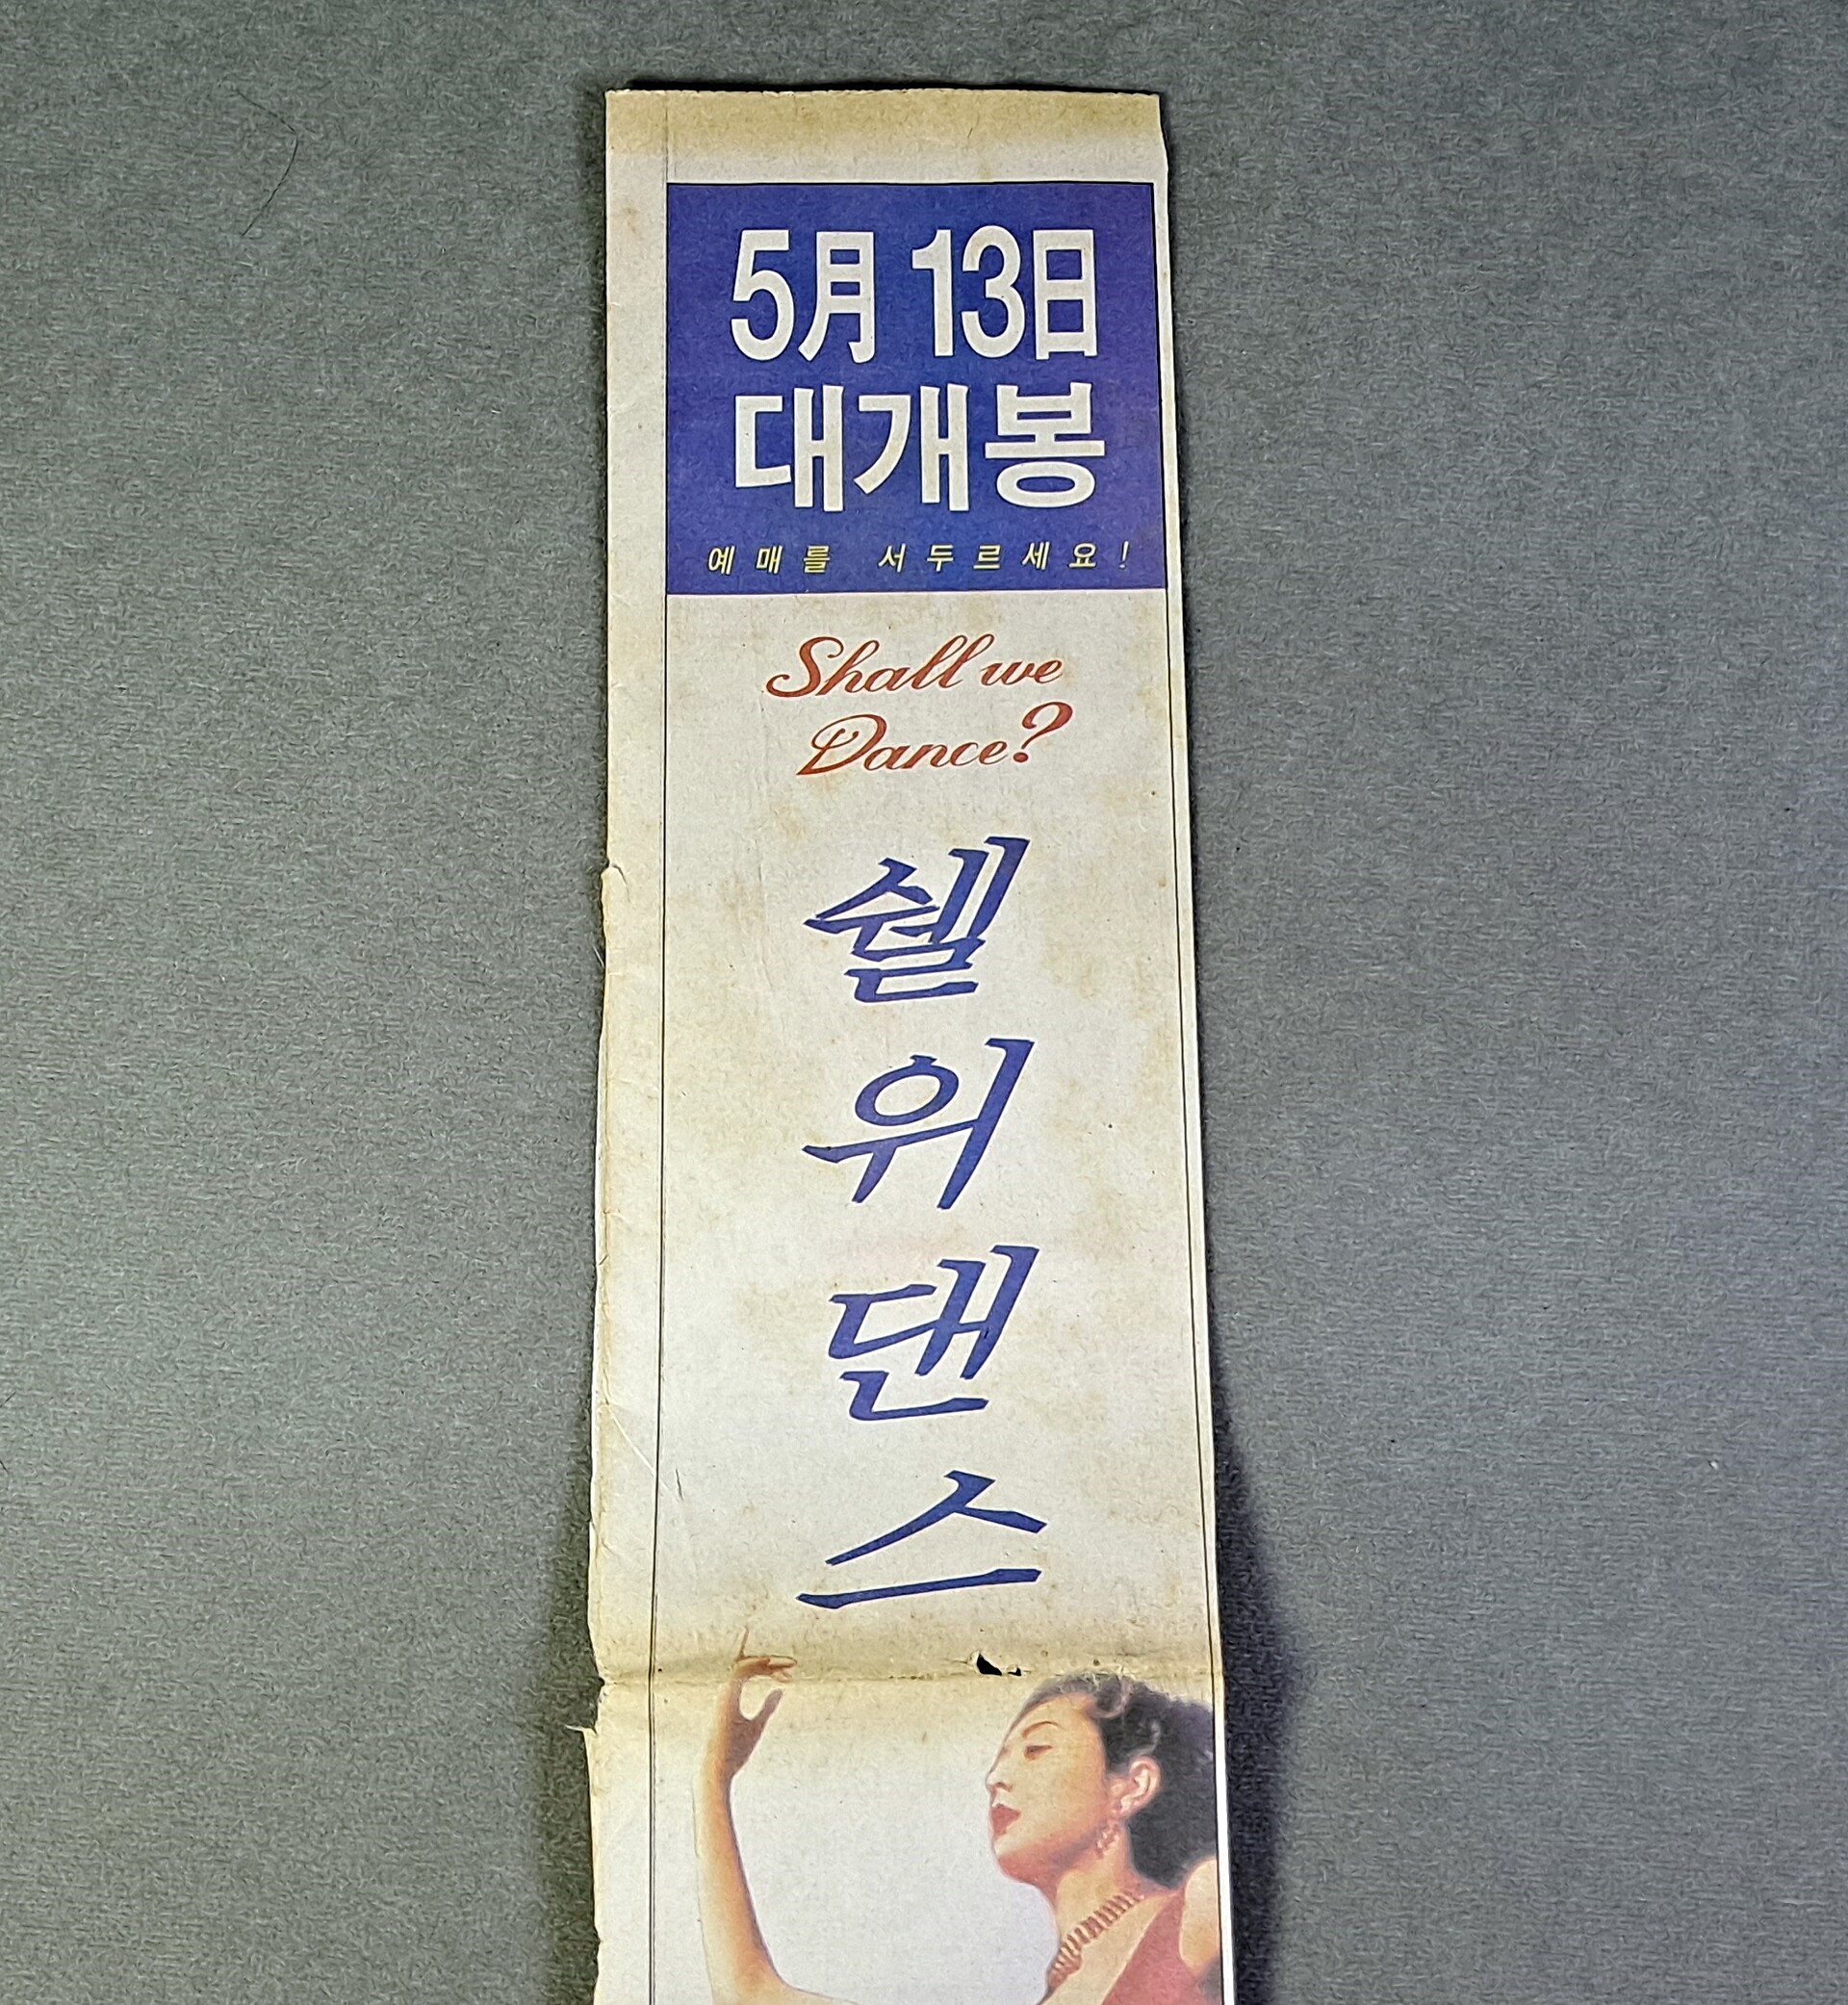 5月 13日
대개봉
예매를 서두르세요!
Shall we
Dance?
쉘
위
댄
스